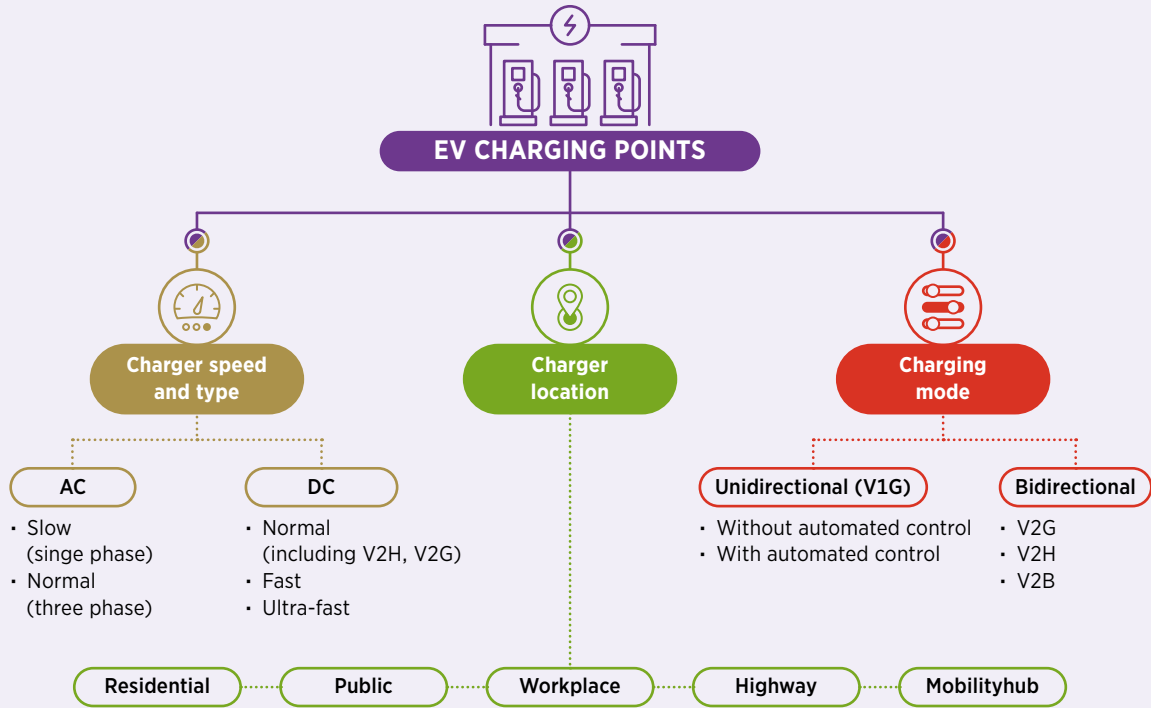 EV CHARGING POINTS
Charger speed
and type
Charger
location
Charging
mode
AC
· Slow
(singe phase)
· Normal
(three phase)
DC
· Normal
(including V2H, V2G)
· Fast
· Ultra-fast
Unidirectional (V1G)
· Without automated control
· With automated control
Bidirectional
· V2G
· V2H
· V2B
Residential
Public
Workplace
Highway
Mobilityhub